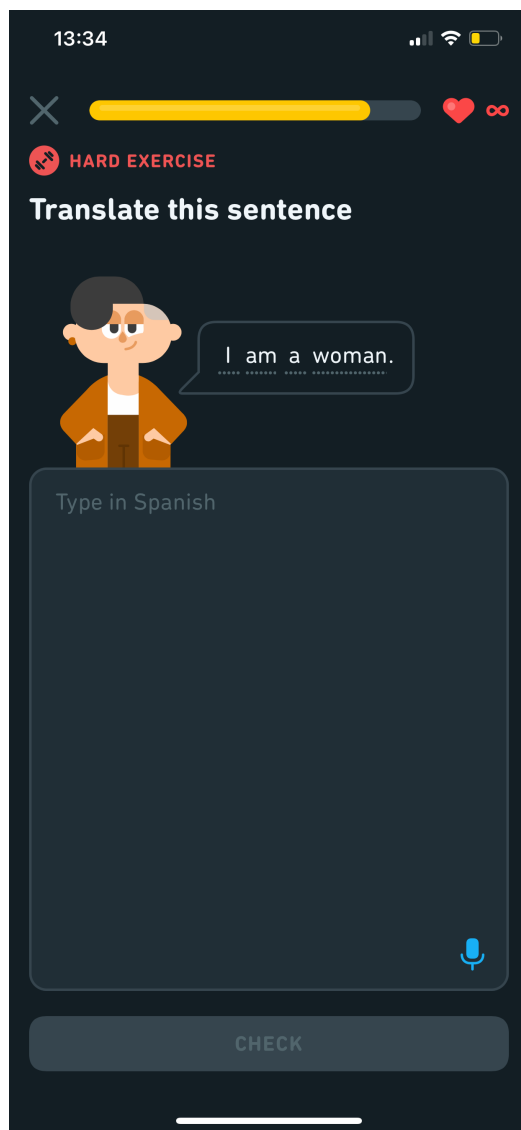 13:34
HARD EXERCISE
Translate this sentence
I am a woman.
Type in Spanish
CHECK